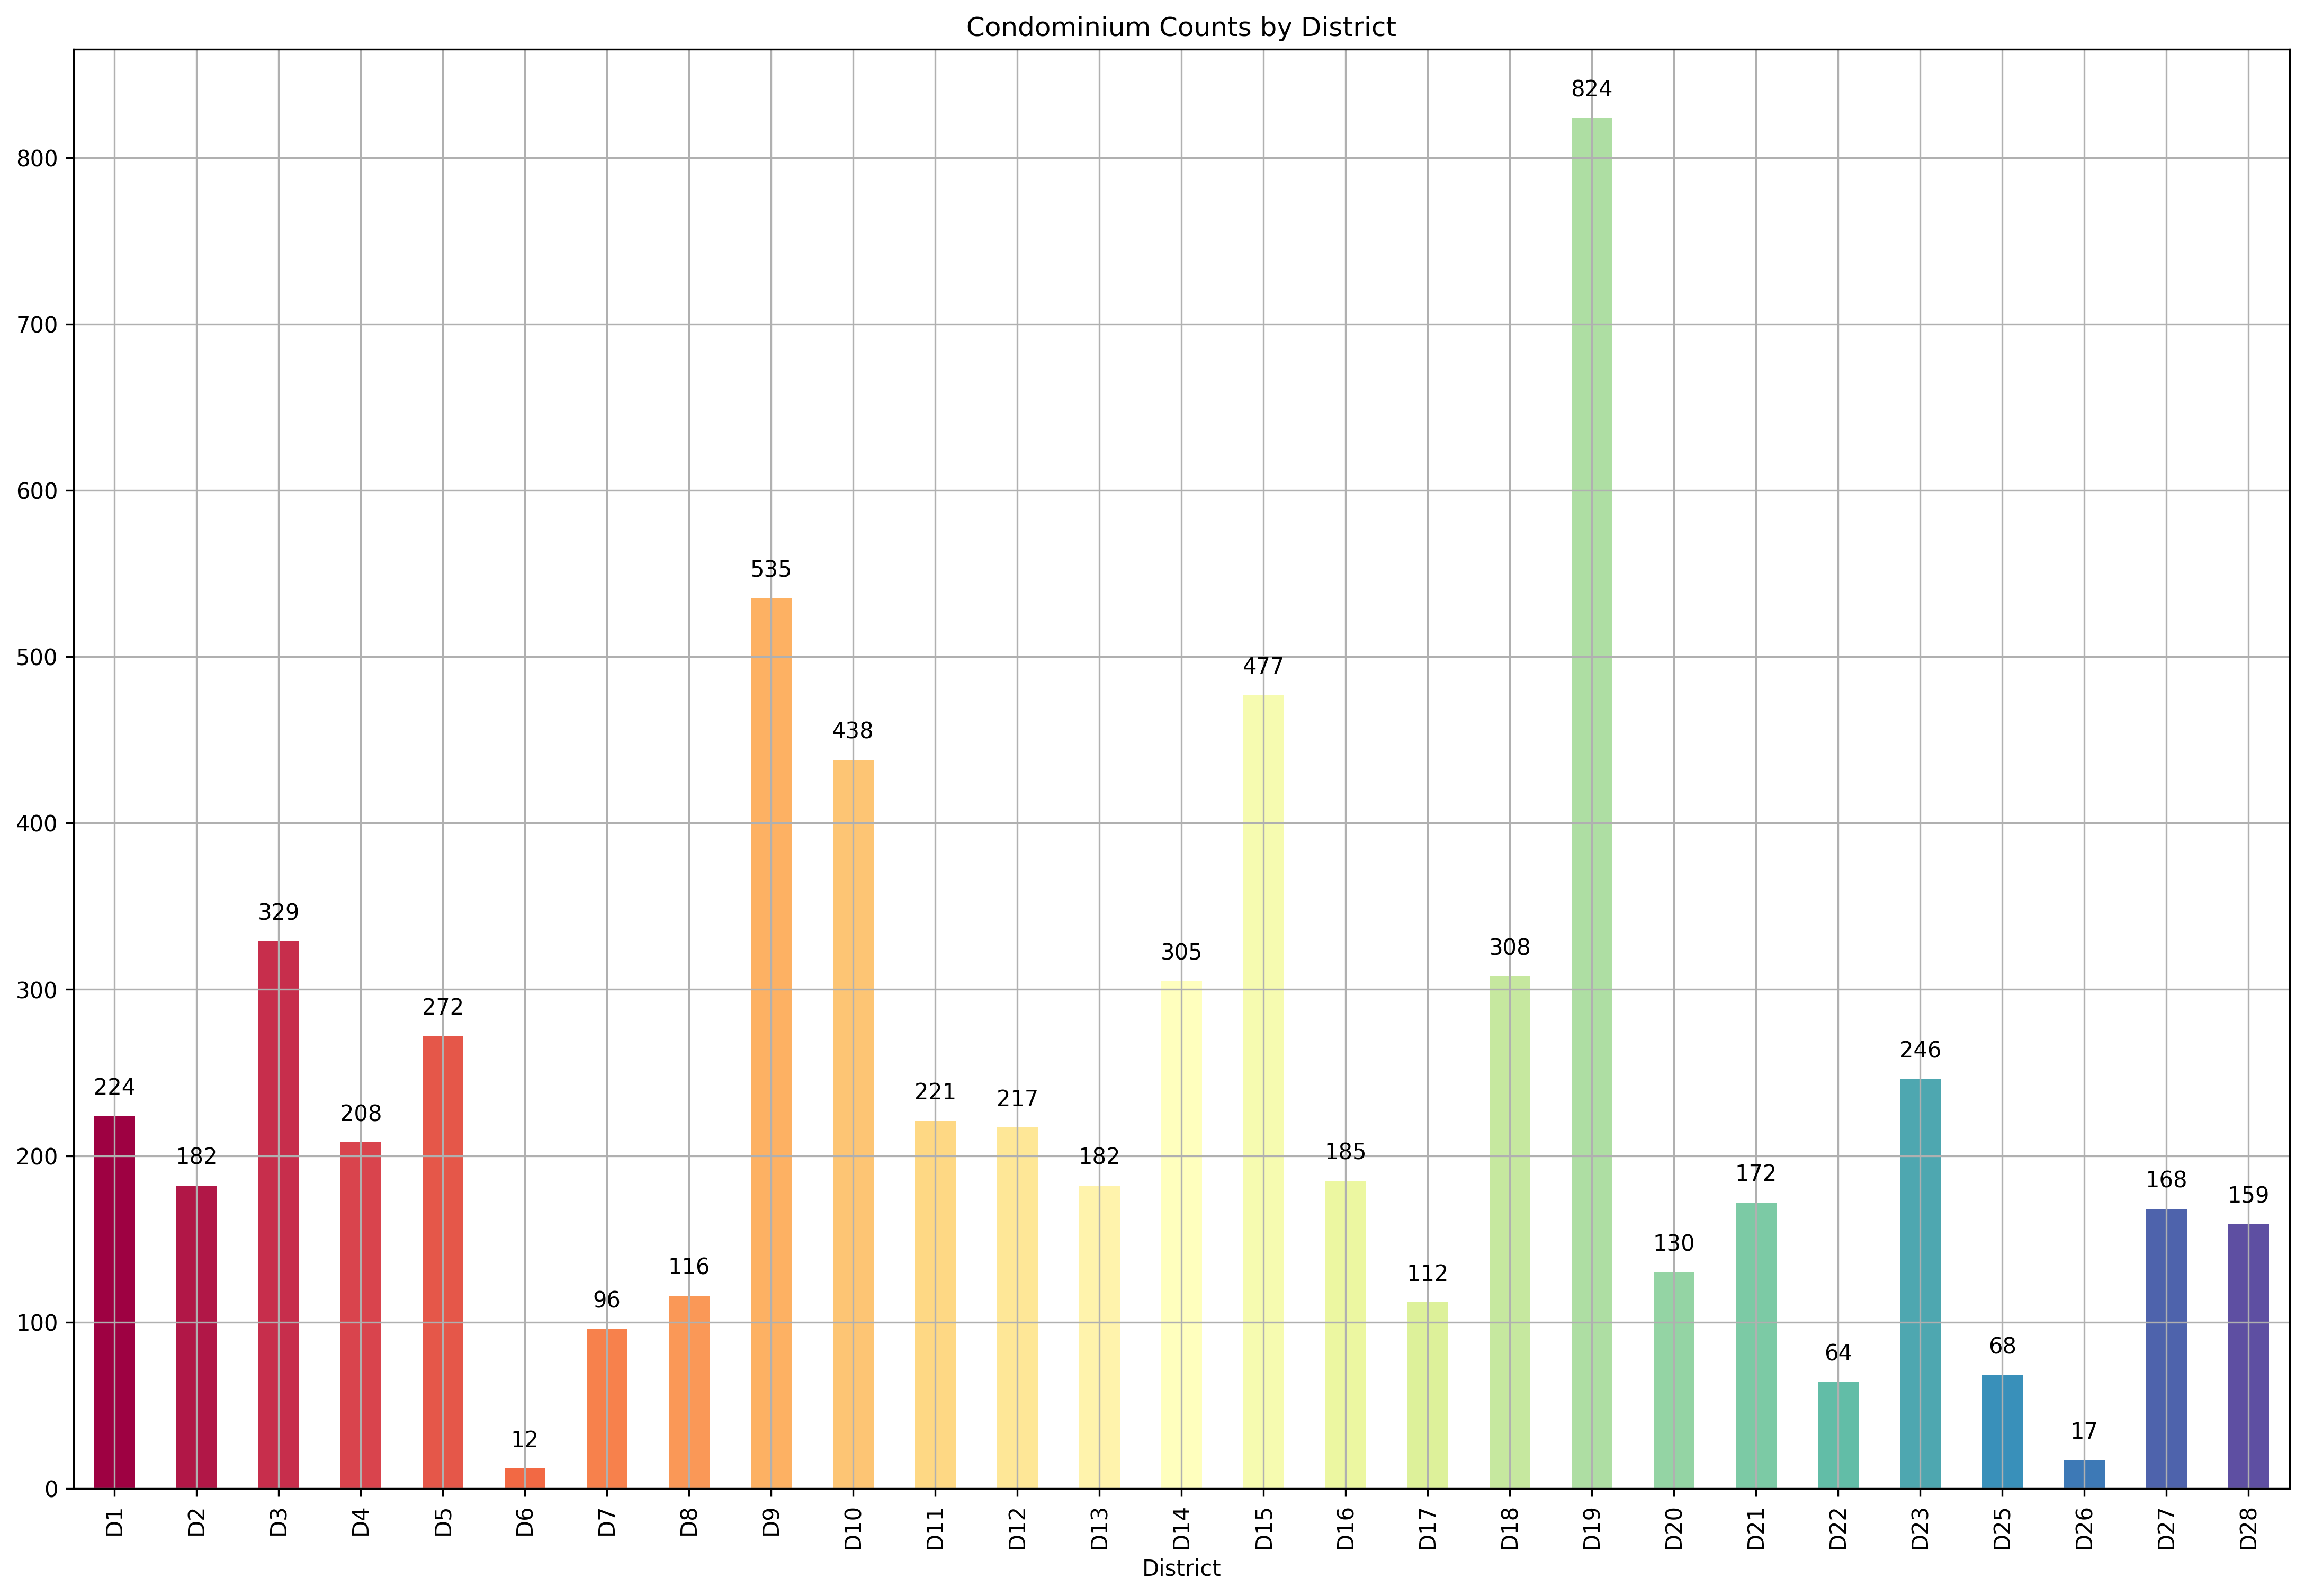 Condominium Counts by District
800
700
600
500
400
300
200
100
0
224
182
329
208
272
12
96
116
535
438
221
217
182
305
477
185
112
308
824
130
172
64
246
68
17
168
159
D1
D2
D3
D4
D5
D6
D7
D8
D9
D10
D11
D12
D13
D14
D15
D16
D17
D18
D19
D20
D21
D22
D23
D25
D26
D27
D28
District